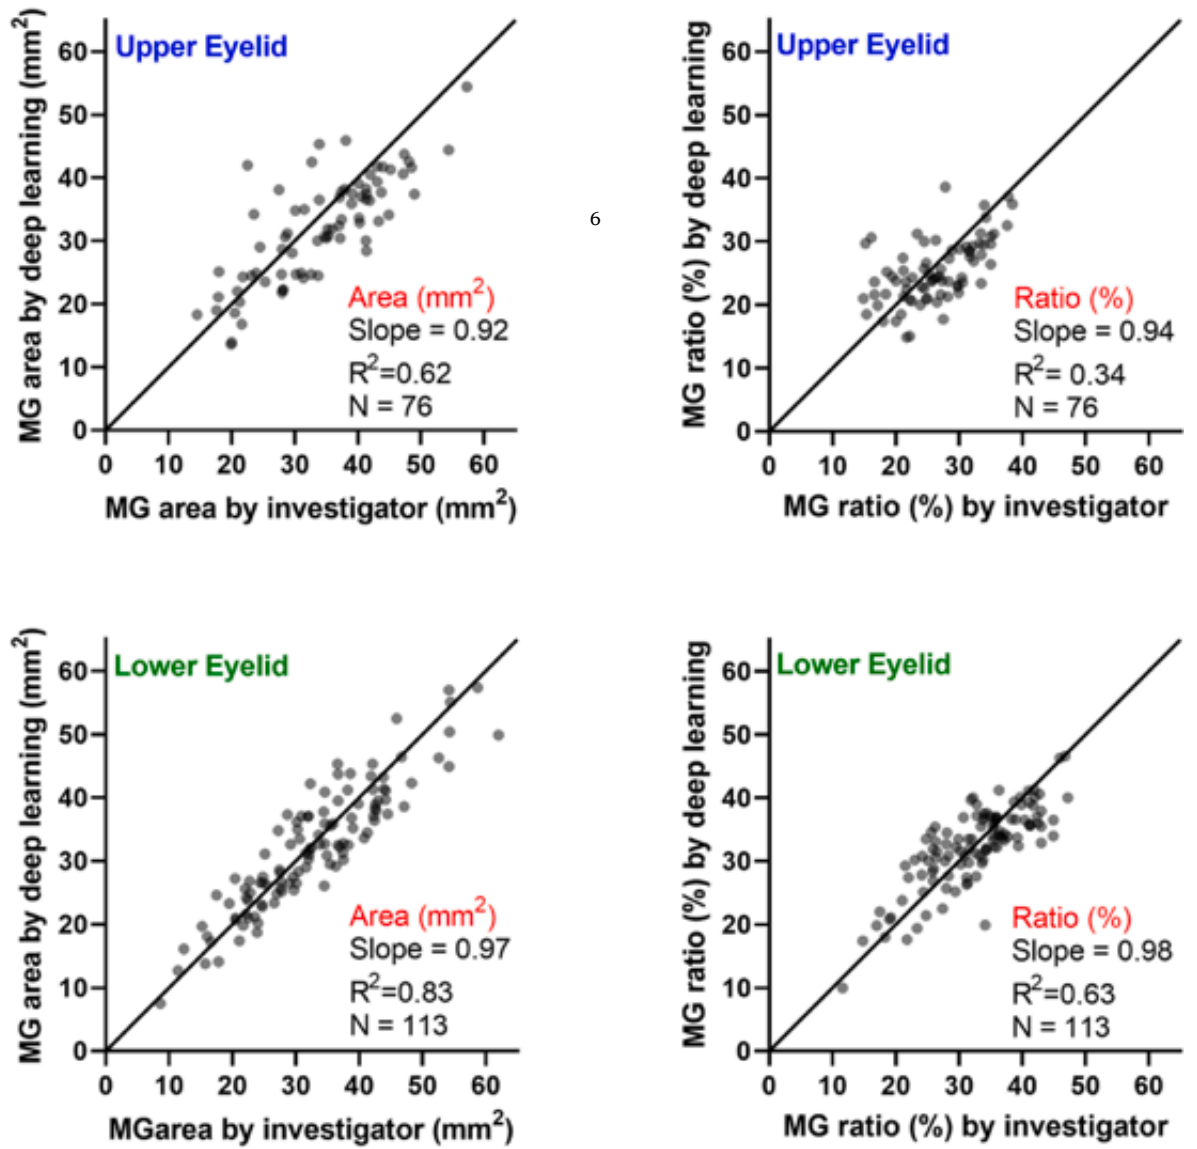 Upper Eyelid
MG area by deep learning (mm²)
60
50
40
30
20
10
0
Area (mm²)
Slope = 0.92
R²=0.62
N = 76
0 10 20 30 40 50 60
MG area by investigator (mm²)
6
Upper Eyelid
MG ratio (%) by deep learning
60
50
40
30
20
10
0
Ratio (%)
Slope = 0.94
R²= 0.34
N = 76
0 10 20 30 40 50 60
MG ratio (%) by investigator
Lower Eyelid
MG area by deep learning (mm²)
60
50
40
30
20
10
0
Area (mm²)
Slope = 0.97
R²=0.83
N = 113
0 10 20 30 40 50 60
MGarea by investigator (mm²)
Lower Eyelid
MG ratio (%) by deep learning
60
50
40
30
20
10
0
Ratio (%)
Slope = 0.98
R²=0.63
N = 113
0 10 20 30 40 50 60
MG ratio (%) by investigator